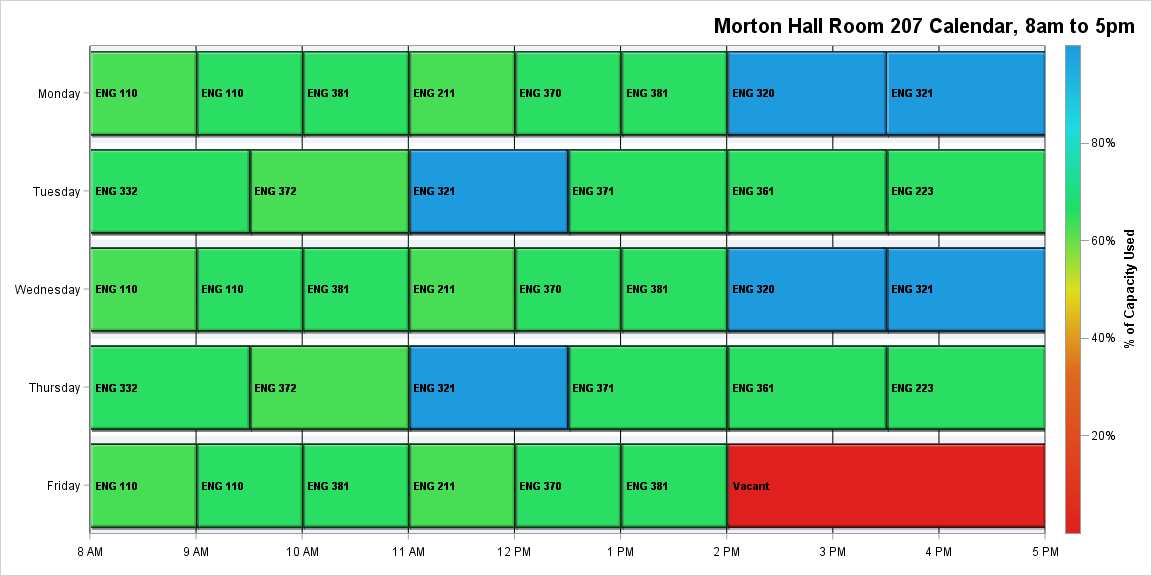 Morton Hall Room 207 Calendar, 8am to 5pm
Monday
ENG 110
ENG 110
ENG 381
ENG 211
ENG 370
ENG 381
ENG 320
ENG 321
Tuesday
ENG 332
ENG 372
ENG 321
ENG 371
ENG 361
ENG 223
Wednesday
ENG 110
ENG 110
ENG 381
ENG 211
ENG 370
ENG 381
ENG 320
ENG 321
Thursday
ENG 332
ENG 372
ENG 321
ENG 371
ENG 361
ENG 223
Friday
ENG 110
ENG 110
ENG 381
ENG 211
ENG 370
ENG 381
Vacant
8 AM
9 AM
10 AM
11 AM
12 PM
1 PM
2 PM
3 PM
4 PM
5 PM
80%
60%
40%
20%
% of Capacity Used